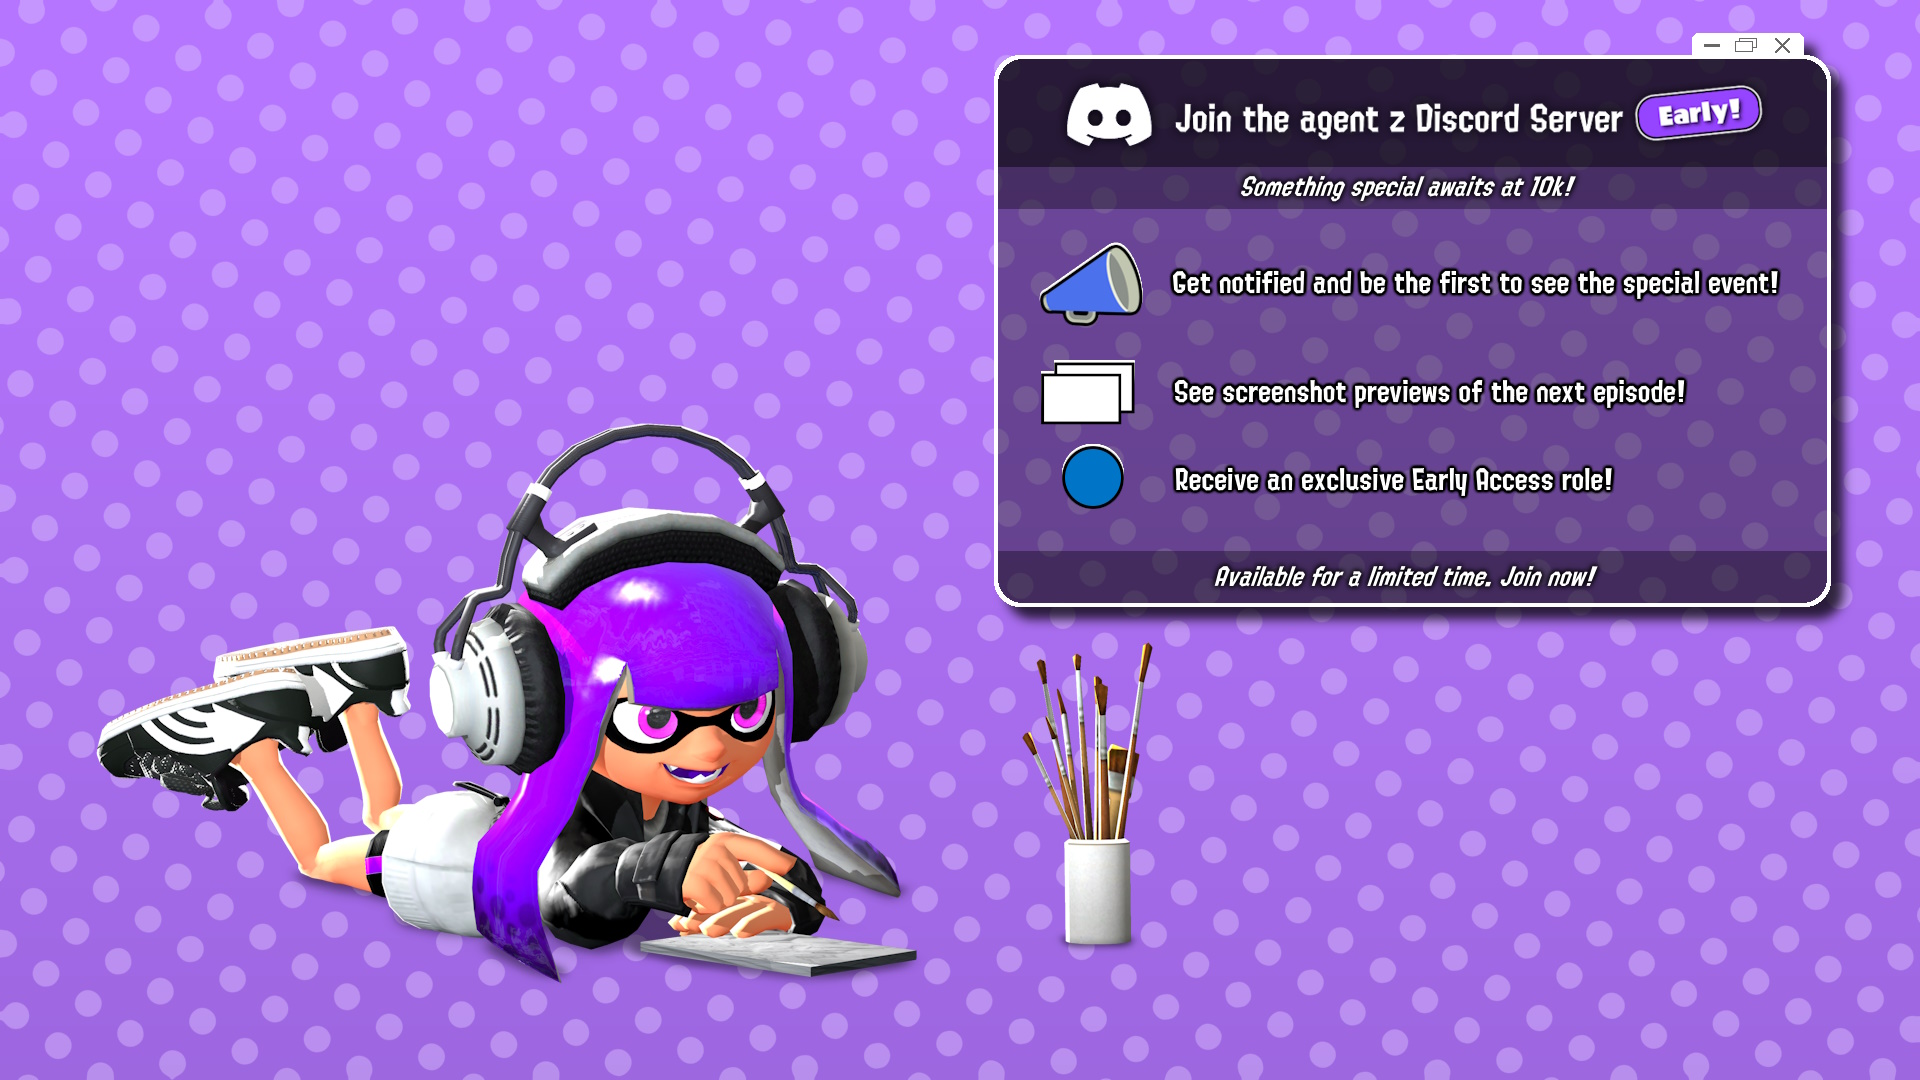 Join the agent z Discord Server Early!
Something special awaits at 10k!
Get notified and be the first to see the special event!
See screenshot previews of the next episode!
Receive an exclusive Early Access role!
Available for a limited time. Join now!